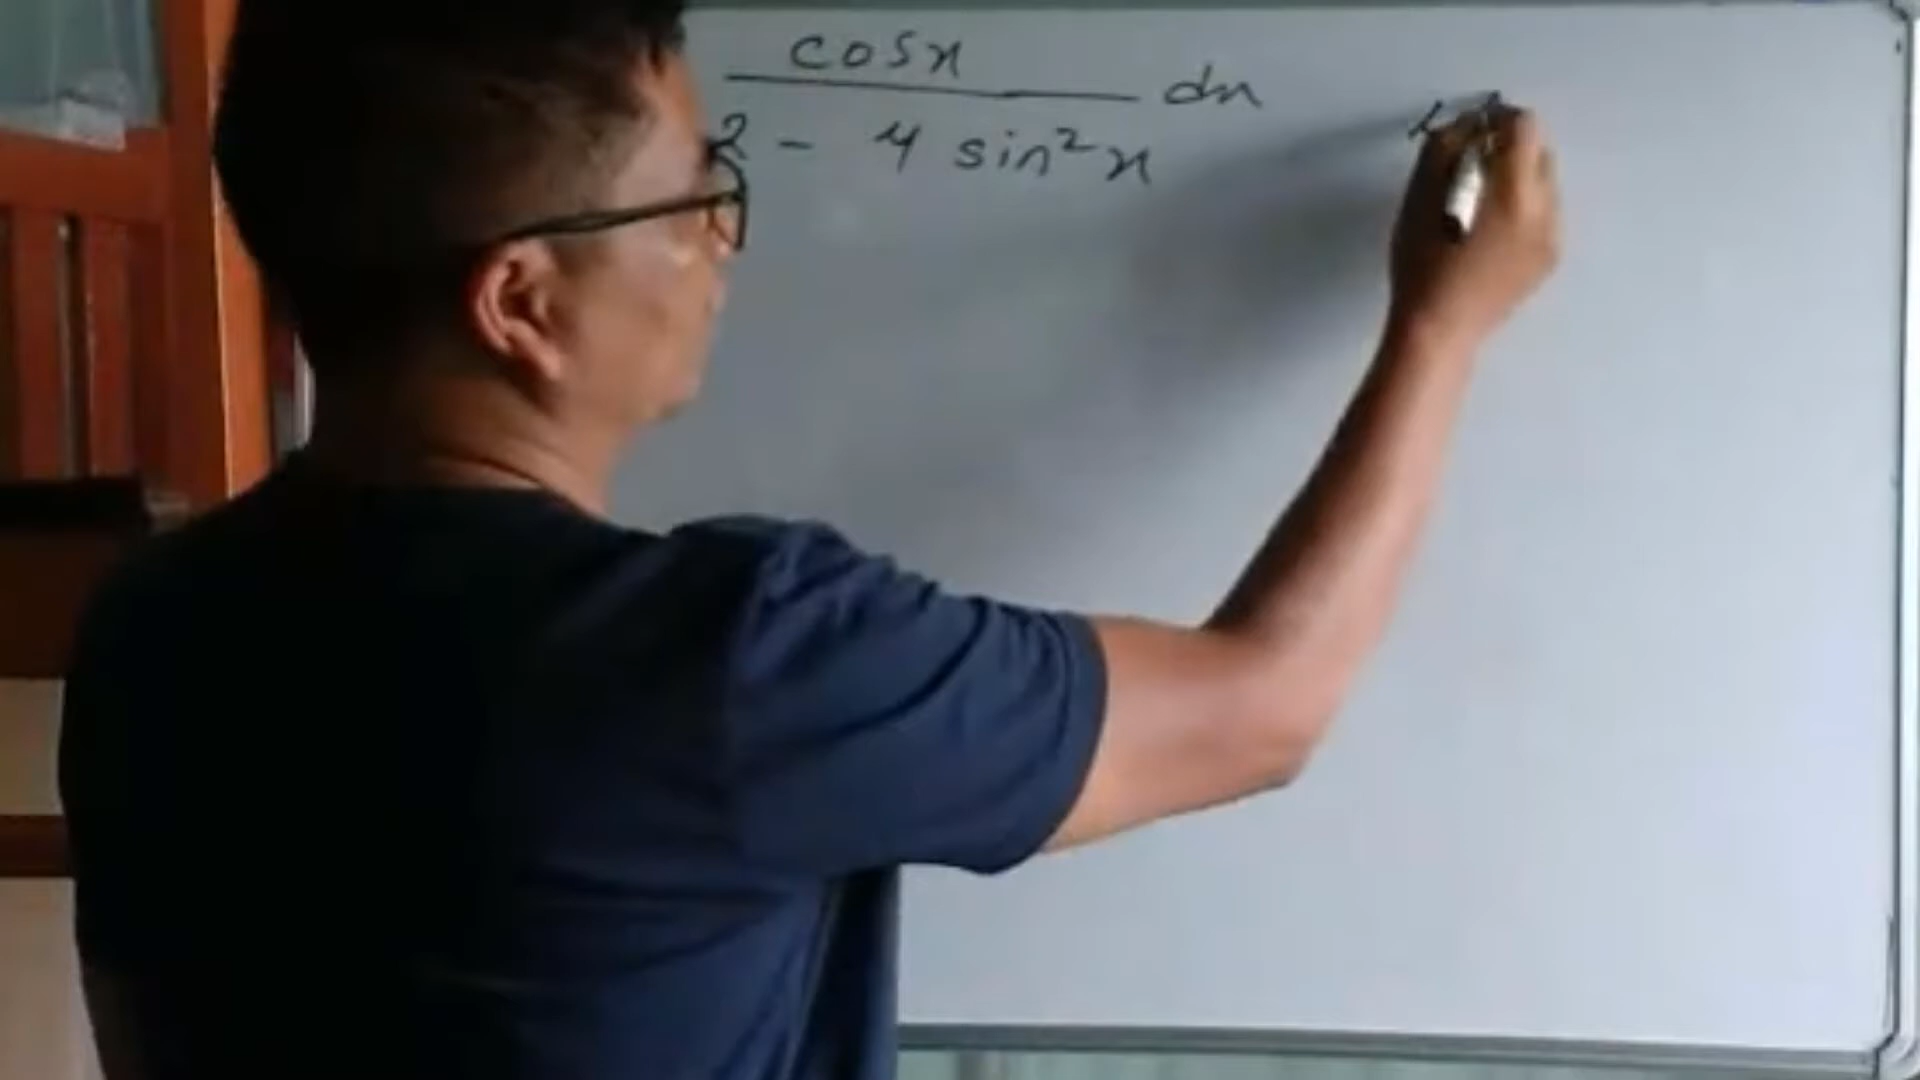 cosx
dx
2 - 4 sin²x